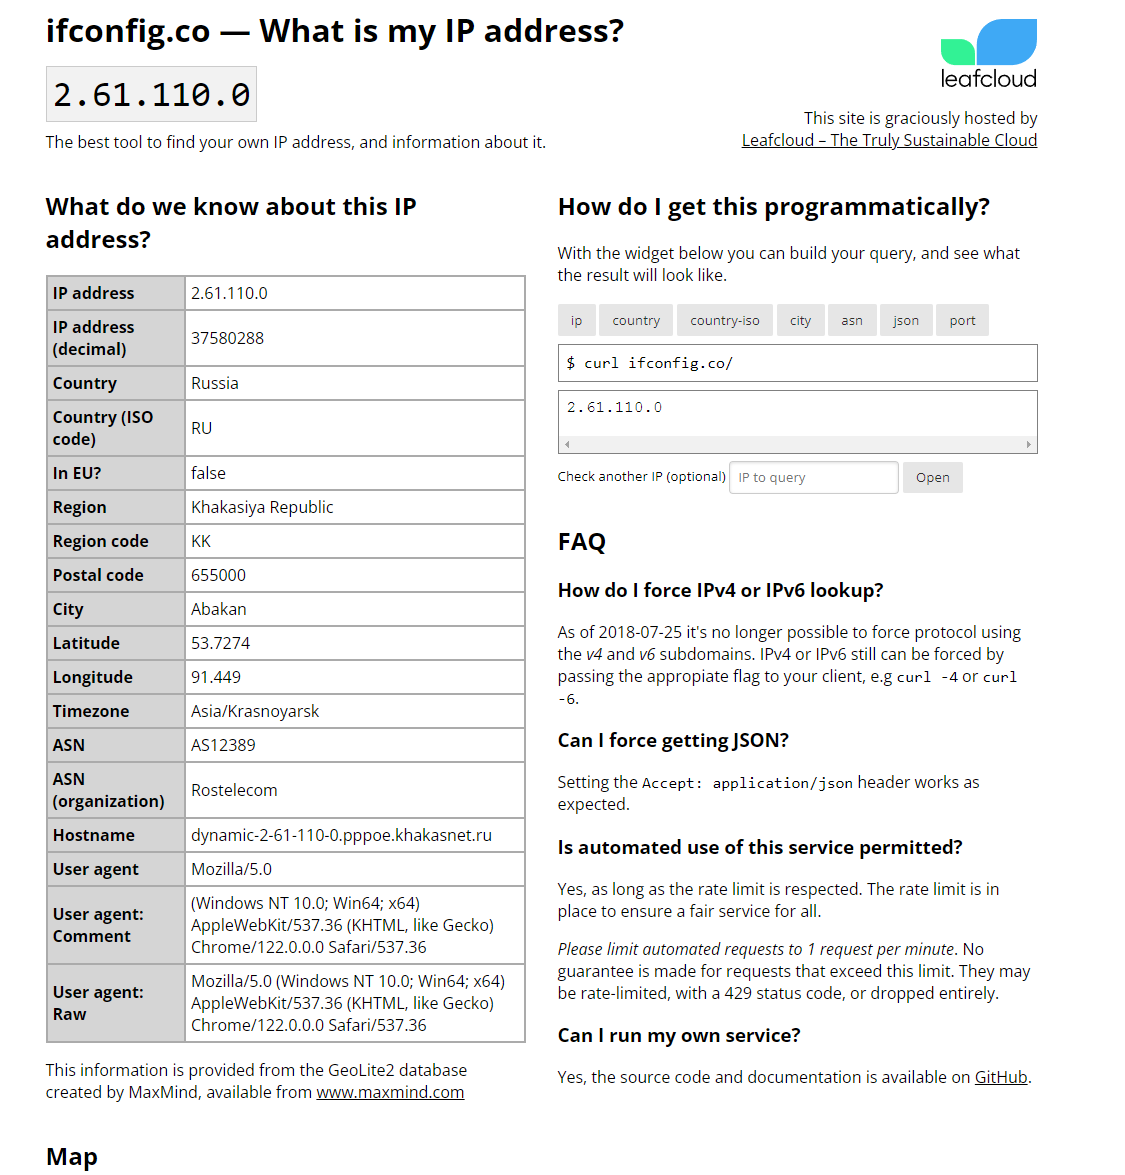 ifconfig.co — What is my IP address?
2.61.110.0
The best tool to find your own IP address, and information about it.
leafcloud
This site is graciously hosted by
Leafcloud – The Truly Sustainable Cloud
What do we know about this IP
address?
IP address 2.61.110.0
IP address
(decimal) 37580288
Country Russia
Country (ISO
code) RU
In EU? false
Region Khakasiya Republic
Region code KK
Postal code 655000
City Abakan
Latitude 53.7274
Longitude 91.449
Timezone Asia/Krasnoyarsk
ASN AS12389
ASN
(organization) Rostelecom
Hostname dynamic-2-61-110-0.pppoe.khakasnet.ru
User agent Mozilla/5.0
User agent:
Comment
(Windows NT 10.0; Win64; x64)
AppleWebKit/537.36 (KHTML, like Gecko)
Chrome/122.0.0.0 Safari/537.36
User agent:
Raw
Mozilla/5.0 (Windows NT 10.0; Win64; x64)
AppleWebKit/537.36 (KHTML, like Gecko)
Chrome/122.0.0.0 Safari/537.36
This information is provided from the GeoLite2 database
created by MaxMind, available from www.maxmind.com
Map
How do I get this programmatically?
With the widget below you can build your query, and see what
the result will look like.
ip country country-iso city asn json port
$ curl ifconfig.co/
2.61.110.0
Check another IP (optional) IP to query Open
FAQ
How do I force IPv4 or IPv6 lookup?
As of 2018-07-25 it's no longer possible to force protocol using
the v4 and v6 subdomains. IPv4 or IPv6 still can be forced by
passing the appropiate flag to your client, e.g curl -4 or curl
-6.
Can I force getting JSON?
Setting the Accept: application/json header works as
expected.
Is automated use of this service permitted?
Yes, as long as the rate limit is respected. The rate limit is in
place to ensure a fair service for all.
Please limit automated requests to 1 request per minute. No
guarantee is made for requests that exceed this limit. They may
be rate-limited, with a 429 status code, or dropped entirely.
Can I run my own service?
Yes, the source code and documentation is available on GitHub.